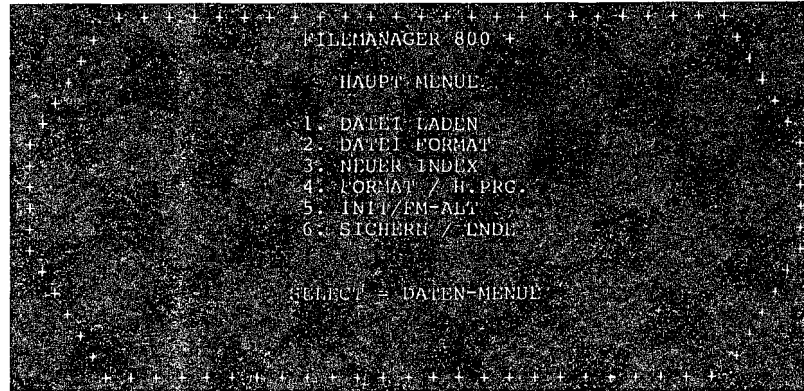 FILEMANAGER 800 +
HAUPT MENUE
1. DATEI LADEN
2. DATEI FORMAT
3. NEUER INDEX
4. FORMAT / H.PRG.
5. INIT/FM-ALT
6. SICHERN / ENDE
SELECT = DATEN-MENUE